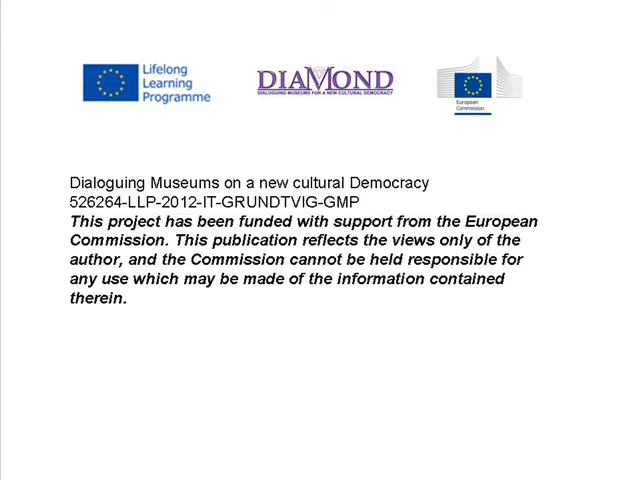 Lifelong
Learning
Programme
DIAMOND
DIALOGUING MUSEUMS FOR A NEW CULTURAL DEMOCRACY
European
Commission
Dialoguing Museums on a new cultural Democracy
526264-LLP-2012-IT-GRUNDTVIG-GMP
This project has been funded with support from the European
Commission. This publication reflects the views only of the
author, and the Commission cannot be held responsible for
any use which may be made of the information contained
therein.